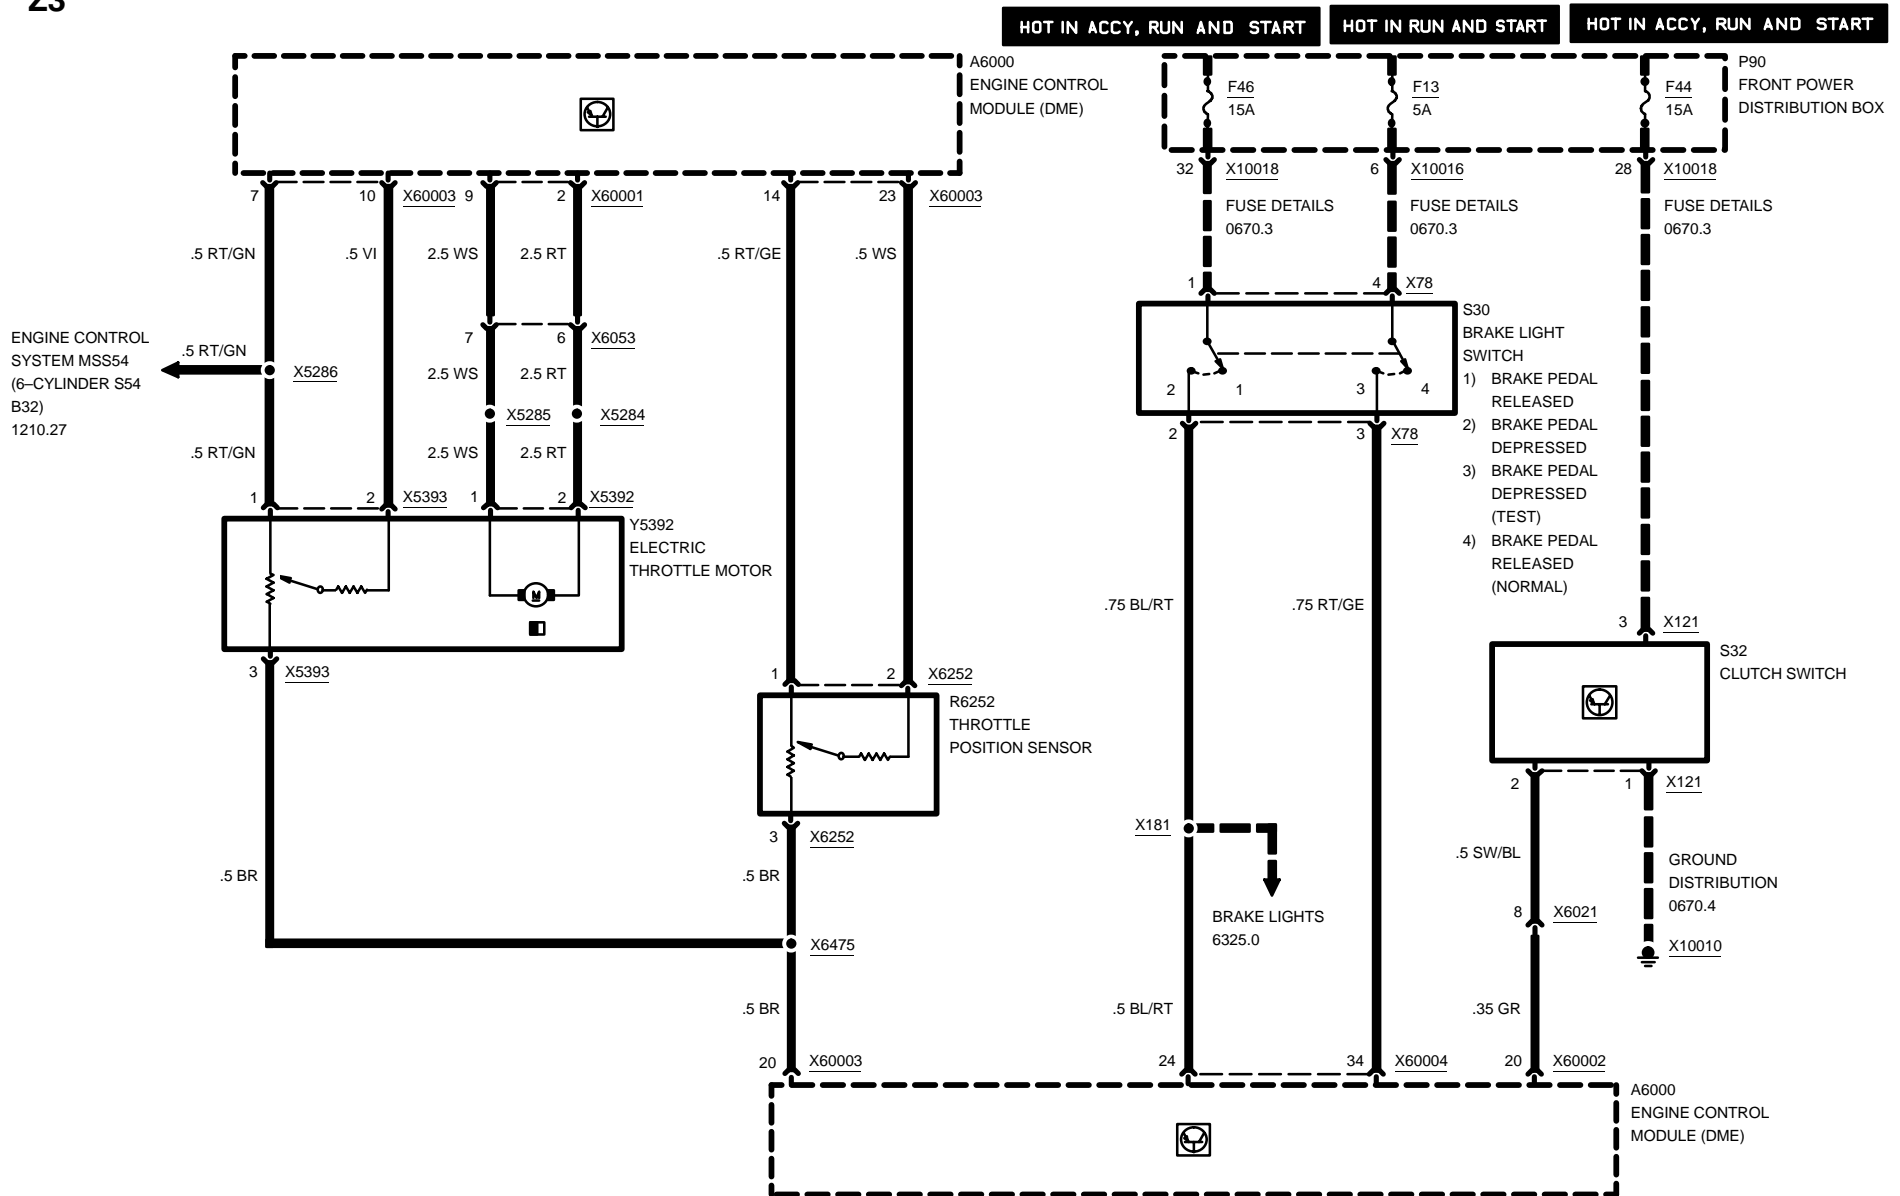 Z3
HOT IN ACCY, RUN AND START
HOT IN RUN AND START
HOT IN ACCY, RUN AND START
A6000
ENGINE CONTROL
MODULE (DME)
F46
15A
F13
5A
F44
15A
P90
FRONT POWER
DISTRIBUTION BOX
32 X10018
6 X10016
28 X10018
7
10 X60003
9
2 X60001
14
23 X60003
FUSE DETAILS
0670.3
FUSE DETAILS
0670.3
FUSE DETAILS
0670.3
.5 RT/GN
.5 VI
2.5 WS
2.5 RT
.5 RT/GE
.5 WS
1
4 X78
S30
BRAKE LIGHT
SWITCH
1) BRAKE PEDAL
RELEASED
2) BRAKE PEDAL
DEPRESSED
3) BRAKE PEDAL
DEPRESSED
(TEST)
4) BRAKE PEDAL
RELEASED
(NORMAL)
2
1
3
4
2
3 X78
7
6 X6053
ENGINE CONTROL
SYSTEM MSS54
(6–CYLINDER S54
B32)
1210.27
.5 RT/GN
X5286
2.5 WS
2.5 RT
X5285
X5284
.5 RT/GN
2.5 WS
2.5 RT
1
2 X5393
1
2 X5392
Y5392
ELECTRIC
THROTTLE MOTOR
M
3 X5393
.75 BL/RT
.75 RT/GE
3 X121
S32
CLUTCH SWITCH
1
2 X6252
R6252
THROTTLE
POSITION SENSOR
3 X6252
2
1 X121
X181
.5 BR
.5 BR
.5 SW/BL
GROUND
DISTRIBUTION
0670.4
BRAKE LIGHTS
6325.0
8 X6021
X6475
X10010
.5 BR
.5 BL/RT
.35 GR
20 X60003
24
34 X60004
20 X60002
A6000
ENGINE CONTROL
MODULE (DME)